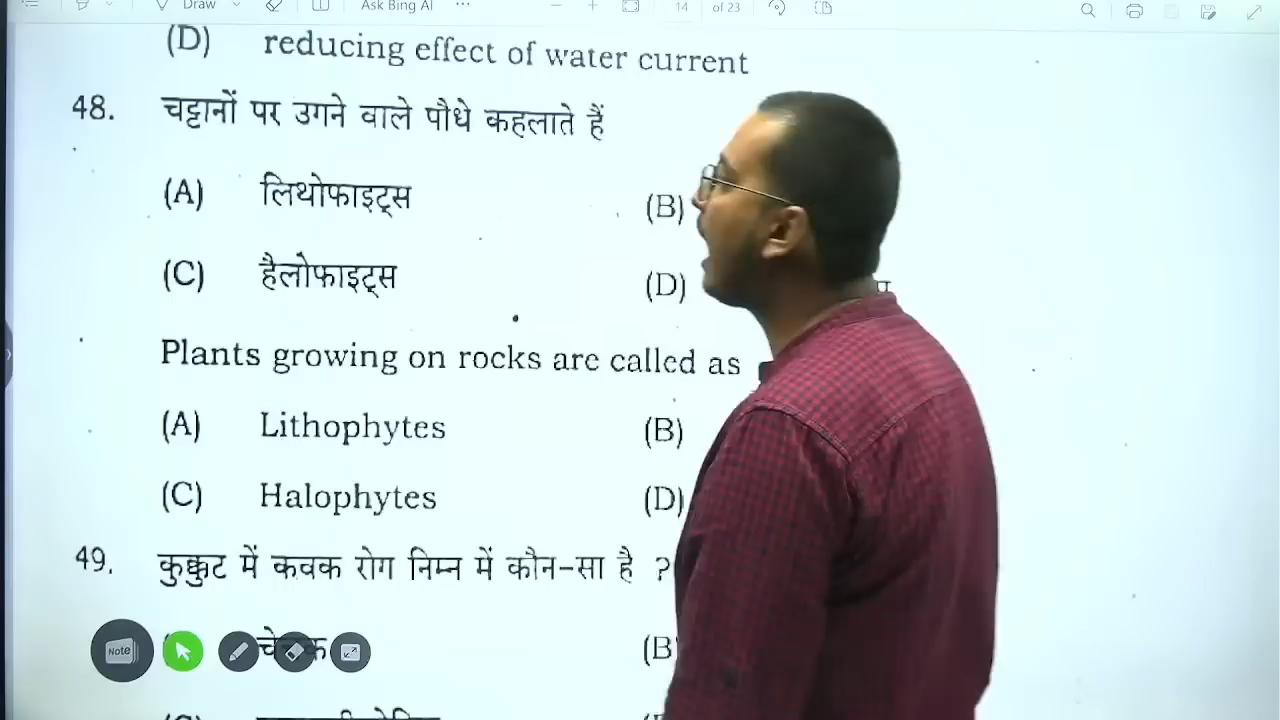 Draw
Ask Bing AI
14 of 23
(D) reducing effect of water current
48. चट्टानों पर उगने वाले पौधे कहलाते हैं
(A) लिथोफाइट्स (B)
(C) हैलोफाइट्स (D)
Plants growing on rocks are called as
(A) Lithophytes (B)
(C) Halophytes (D)
49. कुक्कुट में कवक रोग निम्न में कौन-सा है ?
Note
(B)